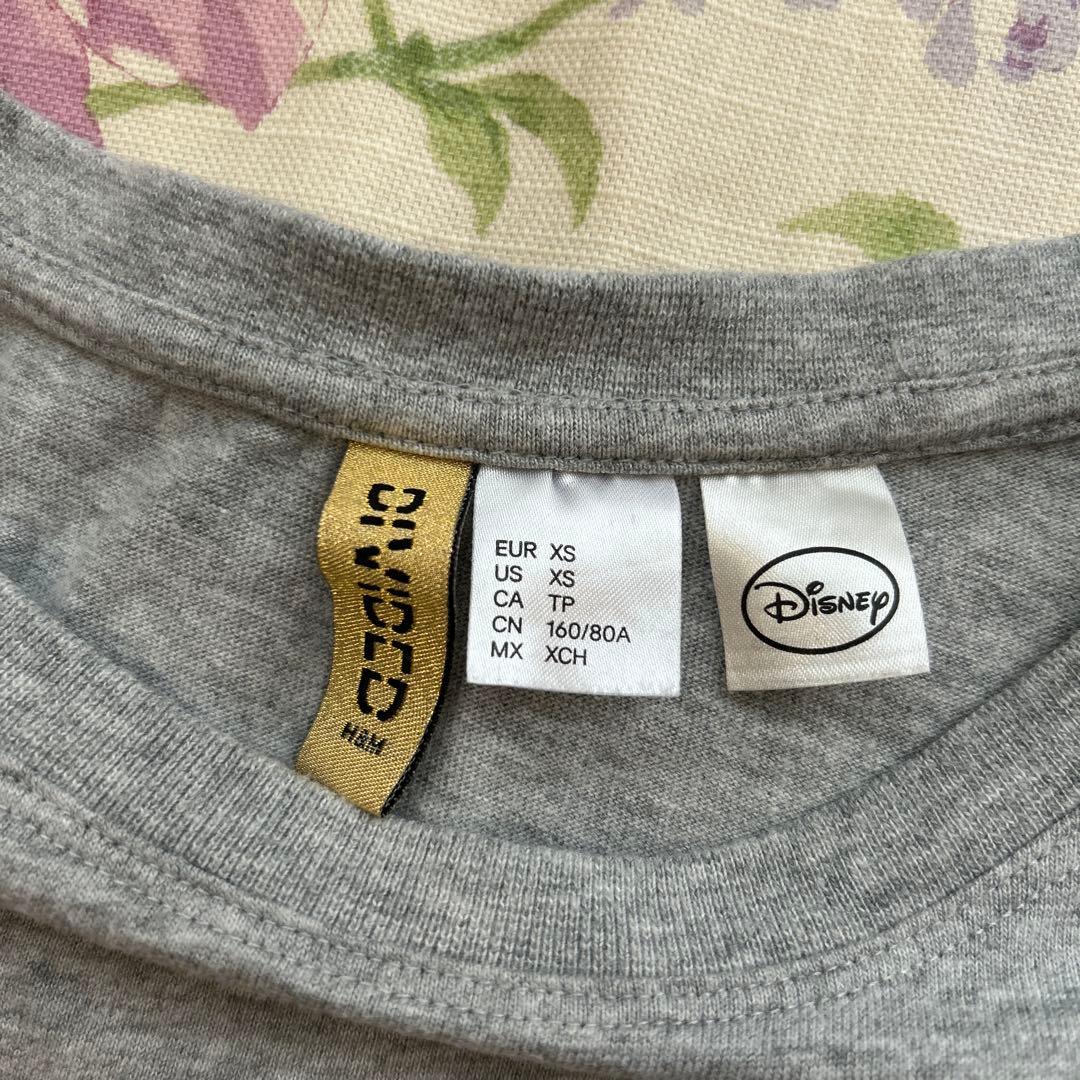 DIVIDED
H&M
EUR XS
US XS
CA TP
CN 160/80A
MX XCH
Disney